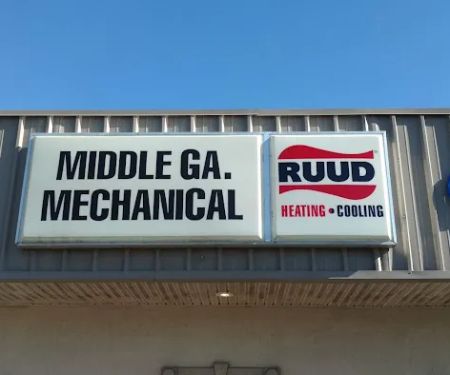 MIDDLE GA.
MECHANICAL
RUUD
HEATING • COOLING